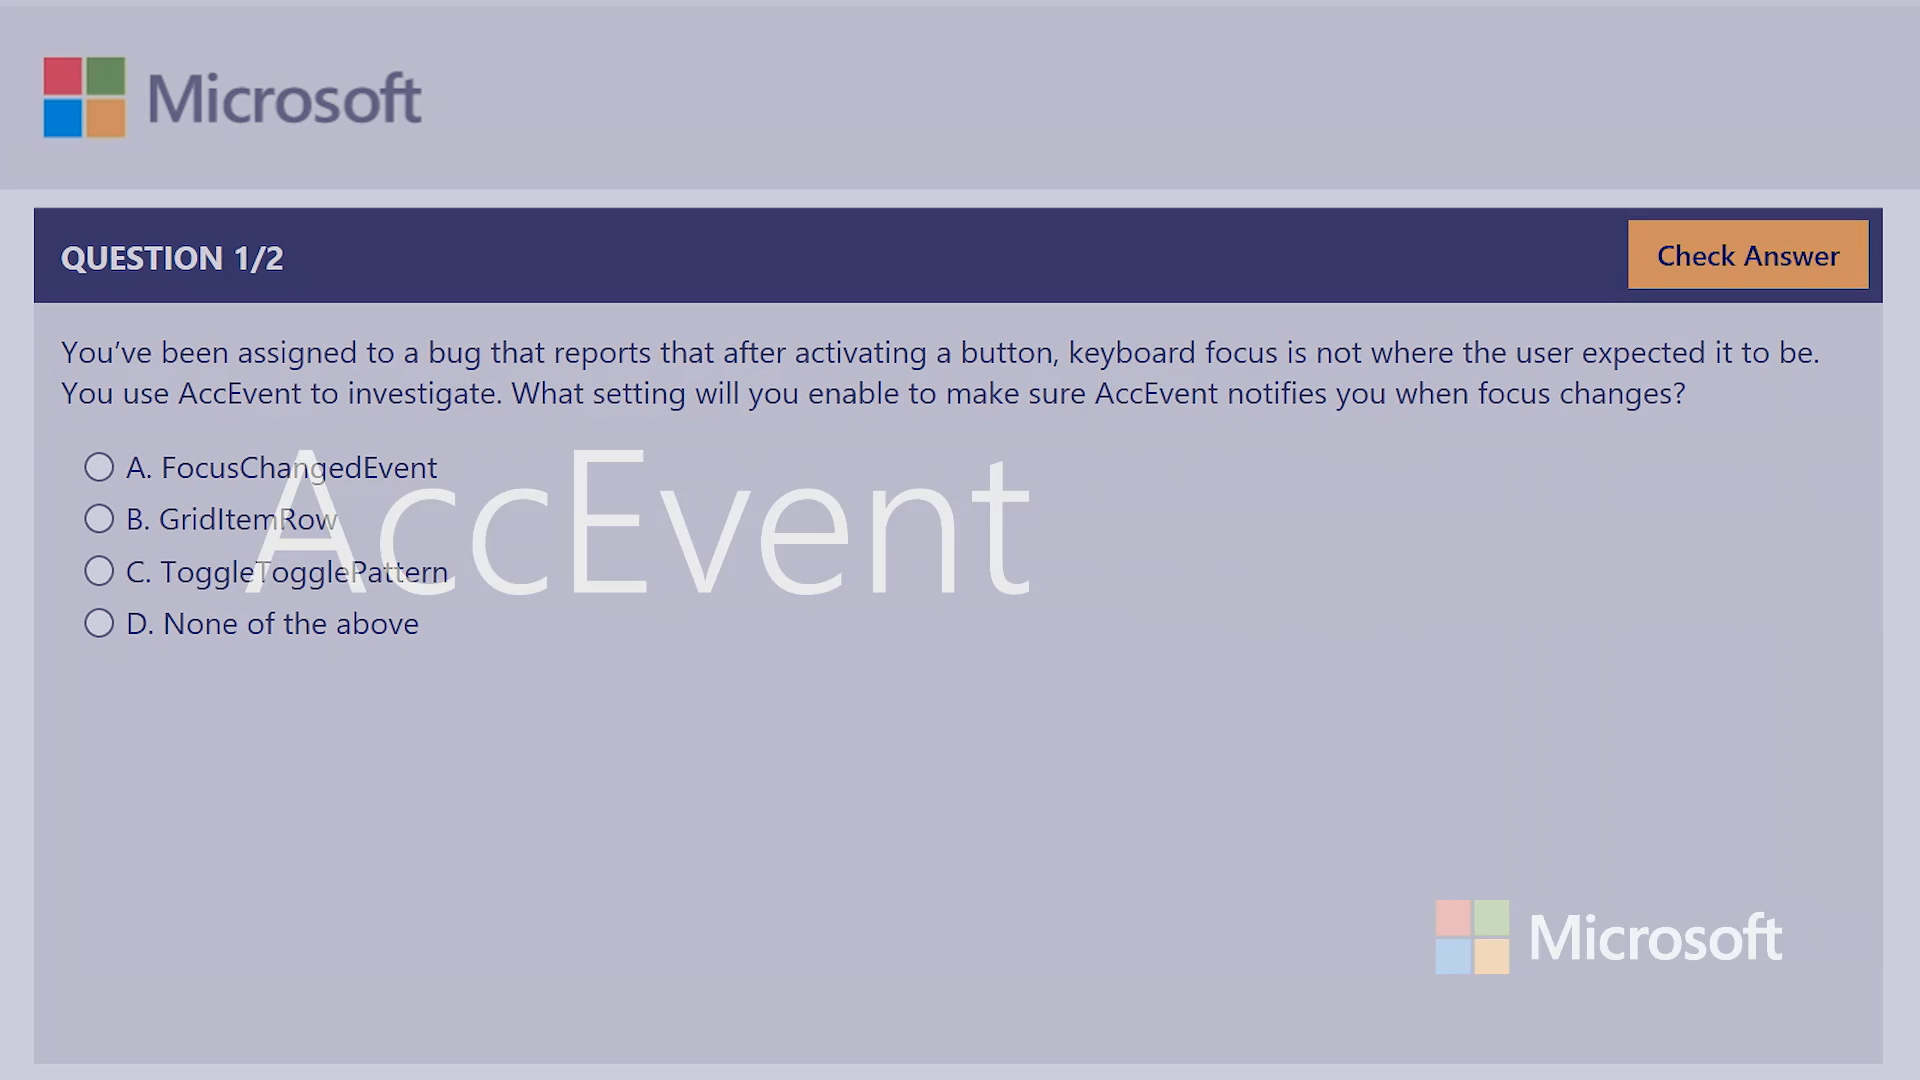 Microsoft
QUESTION 1/2
Check Answer
You’ve been assigned to a bug that reports that after activating a button, keyboard focus is not where the user expected it to be.
You use AccEvent to investigate. What setting will you enable to make sure AccEvent notifies you when focus changes?
A. FocusChangedEvent
B. GridItemRow
C. ToggleTogglePattern
D. None of the above
AccEvent
Microsoft